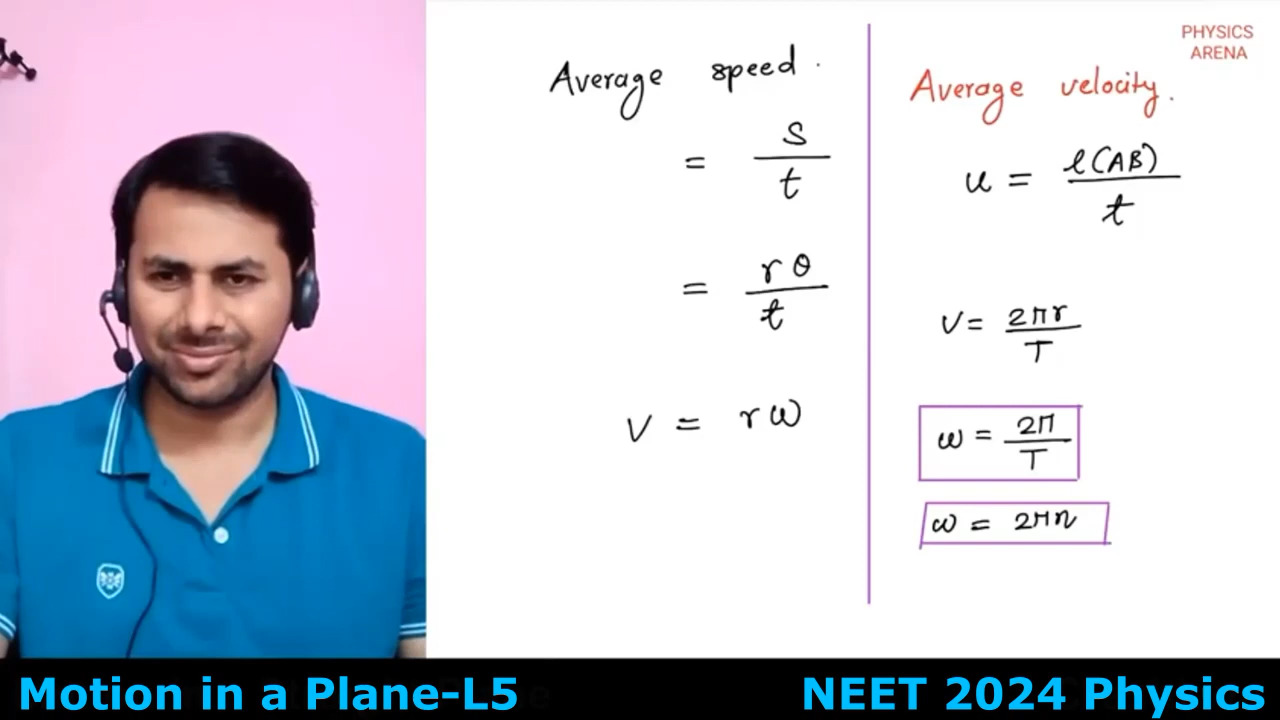 PHYSICS
ARENA
Average speed.
= s/t
= rθ/t
v = rω
Average velocity.
u = l(AB)/t
v = 2πr/T
ω = 2π/T
ω = 2πn
Motion in a Plane-L5
NEET 2024 Physics